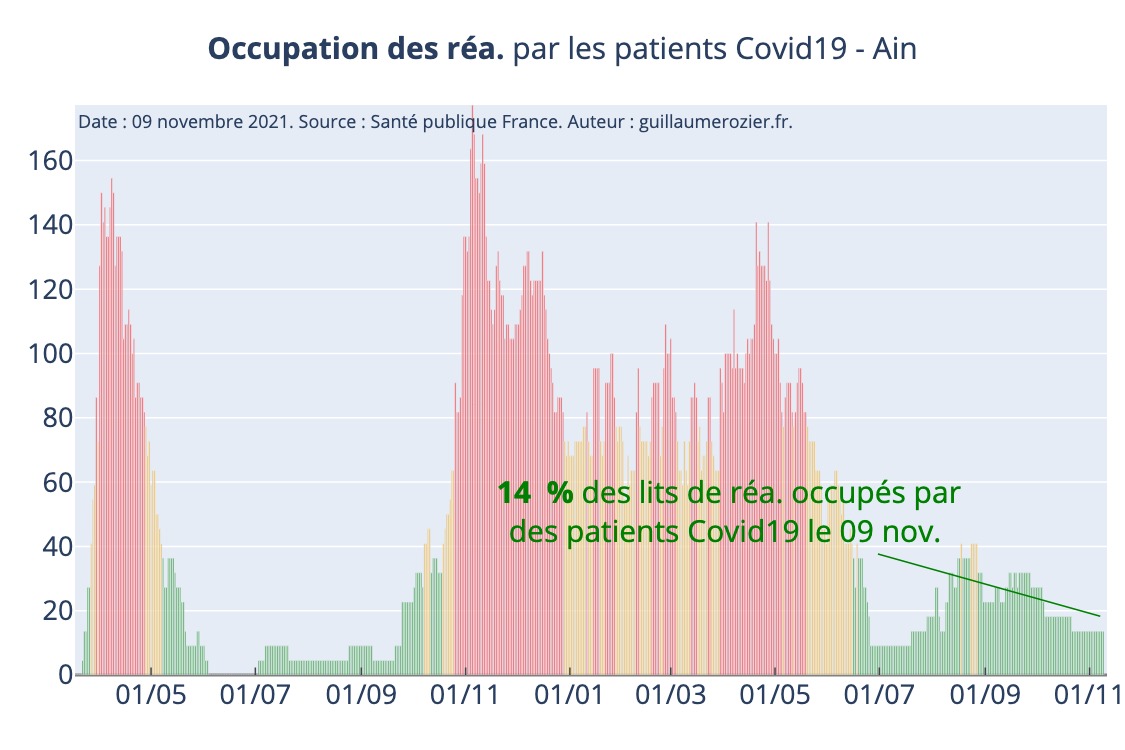 Occupation des réa. par les patients Covid19 - Ain
Date : 09 novembre 2021. Source : Santé publique France. Auteur : guillaumerozier.fr.
160
140
120
100
80
60
40
20
0
14 % des lits de réa. occupés par
des patients Covid19 le 09 nov.
01/05 01/07 01/09 01/11 01/01 01/03 01/05 01/07 01/09 01/11